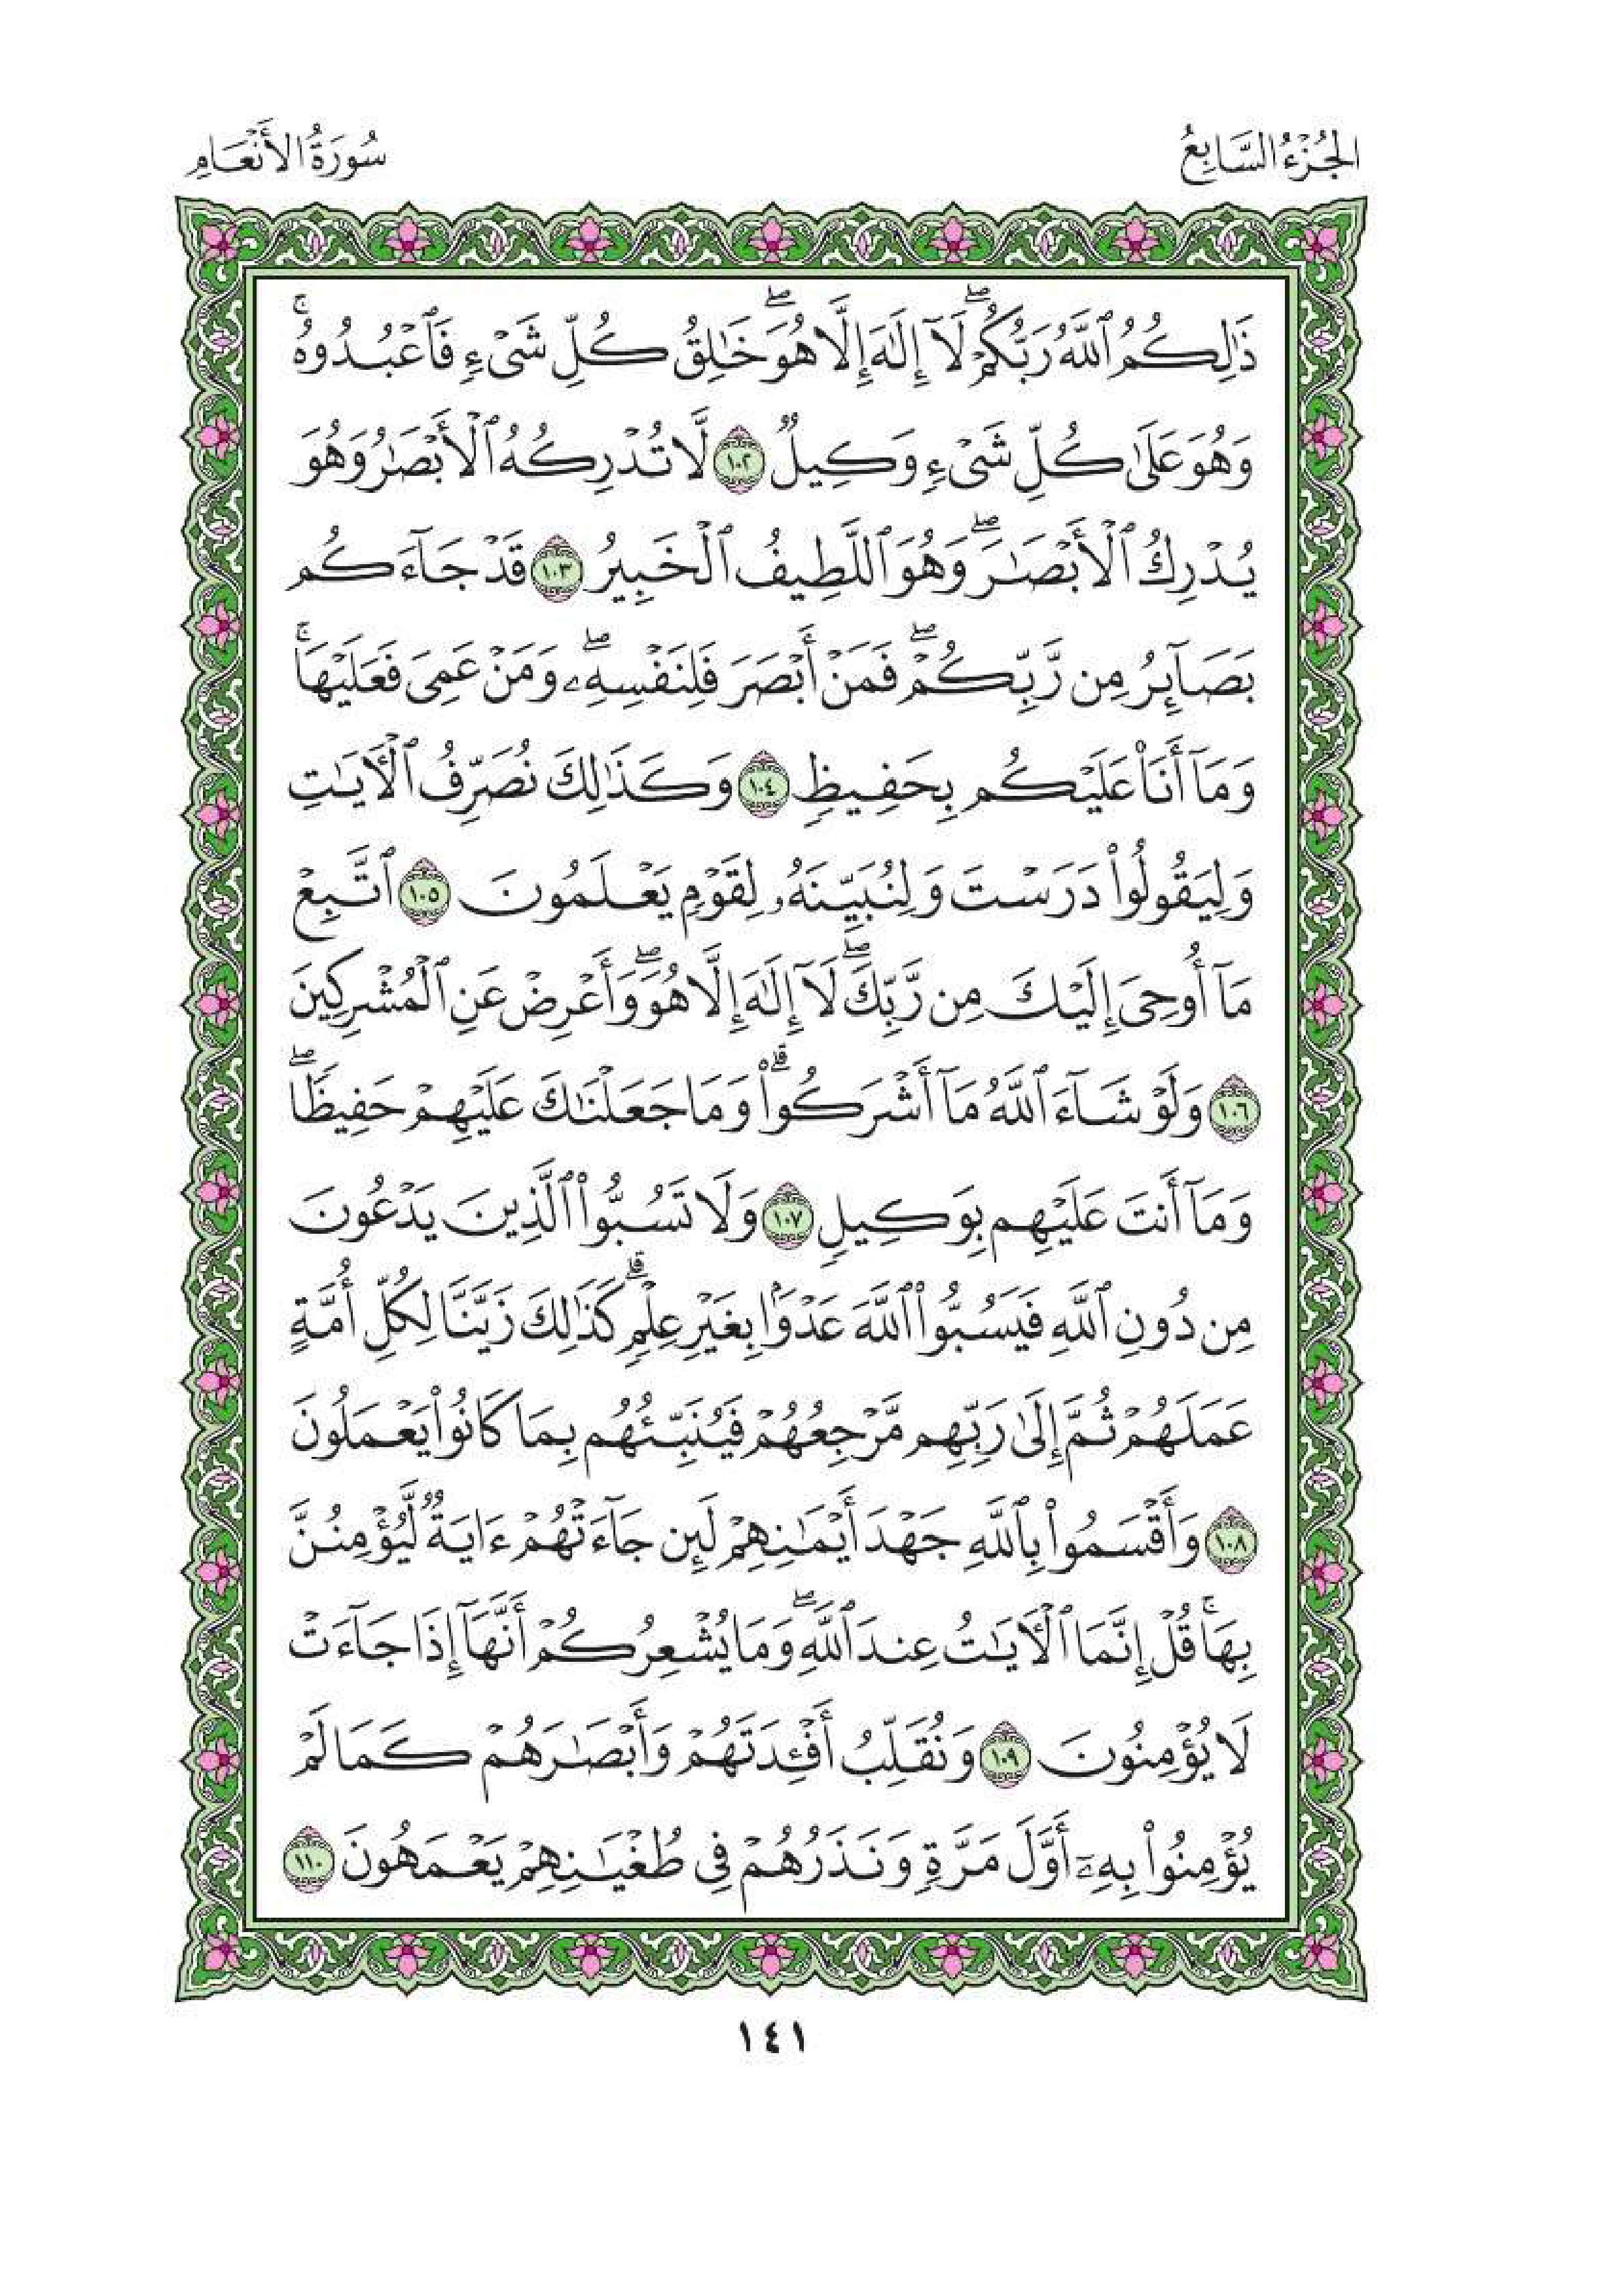 الجُزْءُ السَّابِعُ
سُورَةُ الأَنْعَامِ
ذَٰلِكُمُ ٱللَّهُ رَبُّكُمْۖ لَآ إِلَٰهَ إِلَّا هُوَۖ خَٰلِقُ كُلِّ شَىْءٍ فَٱعْبُدُوهُۚ
وَهُوَ عَلَىٰ كُلِّ شَىْءٍ وَكِيلٌ ١٠٢ لَّا تُدْرِكُهُ ٱلْأَبْصَٰرُ وَهُوَ
يُدْرِكُ ٱلْأَبْصَٰرَۖ وَهُوَ ٱللَّطِيفُ ٱلْخَبِيرُ ١٠٣ قَدْ جَآءَكُم
بَصَآئِرُ مِن رَّبِّكُمْۖ فَمَنْ أَبْصَرَ فَلِنَفْسِهِۦۖ وَمَنْ عَمِىَ فَعَلَيْهَاۚ
وَمَآ أَنَا۠ عَلَيْكُم بِحَفِيظٍ ١٠٤ وَكَذَٰلِكَ نُصَرِّفُ ٱلْءَايَٰتِ
وَلِيَقُولُوا۟ دَرَسْتَ وَلِنُبَيِّنَهُۥ لِقَوْمٍ يَعْلَمُونَ ١٠٥ ٱتَّبِعْ
مَآ أُوحِىَ إِلَيْكَ مِن رَّبِّكَۖ لَآ إِلَٰهَ إِلَّا هُوَۖ وَأَعْرِضْ عَنِ ٱلْمُشْرِكِينَ
١٠٦ وَلَوْ شَآءَ ٱللَّهُ مَآ أَشْرَكُوا۟ۗ وَمَا جَعَلْنَٰكَ عَلَيْهِمْ حَفِيظًاۖ
وَمَآ أَنتَ عَلَيْهِم بِوَكِيلٍ ١٠٧ وَلَا تَسُبُّوا۟ ٱلَّذِينَ يَدْعُونَ
مِن دُونِ ٱللَّهِ فَيَسُبُّوا۟ ٱللَّهَ عَدْوًۢا بِغَيْرِ عِلْمٍۗ كَذَٰلِكَ زَيَّنَّا لِكُلِّ أُمَّةٍ
عَمَلَهُمْ ثُمَّ إِلَىٰ رَبِّهِم مَّرْجِعُهُمْ فَيُنَبِّئُهُم بِمَا كَانُوا۟ يَعْمَلُونَ
١٠٨ وَأَقْسَمُوا۟ بِٱللَّهِ جَهْدَ أَيْمَٰنِهِمْ لَئِن جَآءَتْهُمْ ءَايَةٌ لَّيُؤْمِنُنَّ
بِهَاۚ قُلْ إِنَّمَا ٱلْءَايَٰتُ عِندَ ٱللَّهِۖ وَمَا يُشْعِرُكُمْ أَنَّهَآ إِذَا جَآءَتْ
لَا يُؤْمِنُونَ ١٠٩ وَنُقَلِّبُ أَفْـِٔدَتَهُمْ وَأَبْصَٰرَهُمْ كَمَا لَمْ
يُؤْمِنُوا۟ بِهِۦٓ أَوَّلَ مَرَّةٍ وَنَذَرُهُمْ فِى طُغْيَٰنِهِمْ يَعْمَهُونَ ١١٠
١٤١